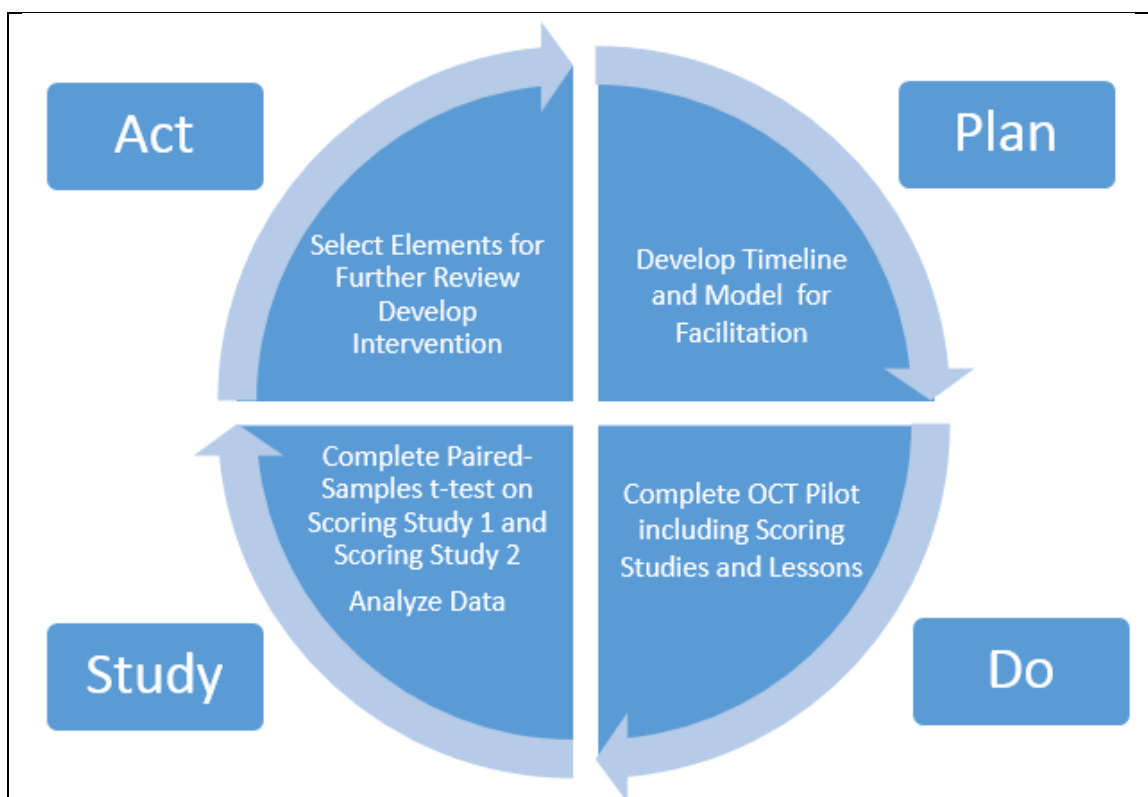 Act
Select Elements for
Further Review
Develop
Intervention
Plan
Develop Timeline
and Model for
Facilitation
Complete Paired-
Samples t-test on
Scoring Study 1 and
Scoring Study 2
Analyze Data
Study
Complete OCT Pilot
including Scoring
Studies and Lessons
Do